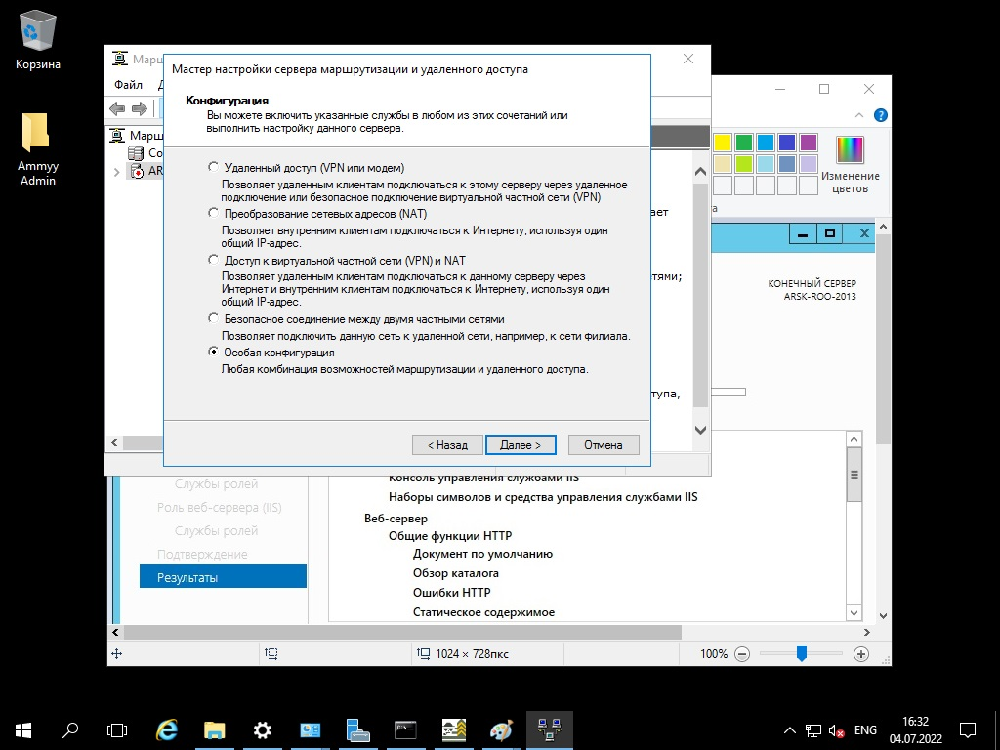 Корзина
Ammyy
Admin
Марш
Файл
Марш
Со
AR
Мастер настройки сервера маршрутизации и удаленного доступа
Конфигурация
Вы можете включить указанные службы в любом из этих сочетаний или
выполнить настройку данного сервера.
Удаленный доступ (VPN или модем)
Позволяет удаленным клиентам подключаться к этому серверу через удаленное
подключение или безопасное подключение виртуальной частной сети (VPN)
Преобразование сетевых адресов (NAT)
Позволяет внутренним клиентам подключаться к Интернету, используя один
общий IP-адрес.
Доступ к виртуальной частной сети (VPN) и NAT
Позволяет удаленным клиентам подключаться к данному серверу через
Интернет и внутренним клиентам подключаться к Интернету, используя один
общий IP-адрес.
Безопасное соединение между двумя частными сетями
Позволяет подключить данную сеть к удаленной сети, например, к сети филиала.
Особая конфигурация
Любая комбинация возможностей маршрутизации и удаленного доступа.
< Назад
Далее >
Отмена
ает
тями;
тупа,
Изменение
цветов
а
КОНЕЧНЫЙ СЕРВЕР
ARSK-ROO-2013
Службы ролей
Роль веб-сервера (IIS)
Службы ролей
Подтверждение
Результаты
Консоль управления службами IIS
Наборы символов и средства управления службами IIS
Веб-сервер
Общие функции HTTP
Документ по умолчанию
Обзор каталога
Ошибки HTTP
Статическое содержимое
1024 × 728пкс
100%
ENG
16:32
04.07.2022